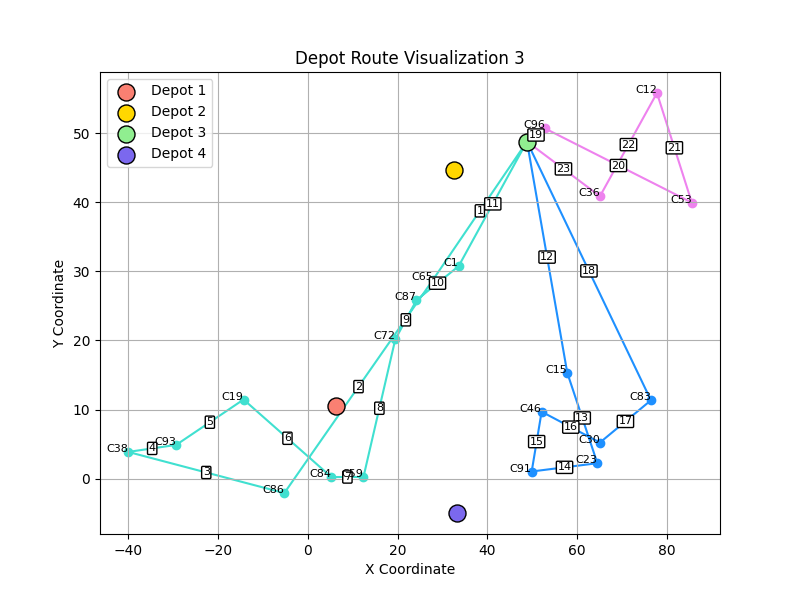 Depot Route Visualization 3
Depot 1
Depot 2
Depot 3
Depot 4
Y Coordinate
50
40
30
20
10
0
−40
−20
0
20
40
60
80
X Coordinate
C12
C96
19
22
21
20
23
C36
C53
1
11
12
18
C1
C65
10
C87
9
C72
2
C15
C19
C83
C46
8
13
17
5
16
6
15
C30
C93
4
C38
3
C23
14
C91
C84
7
C59
C86